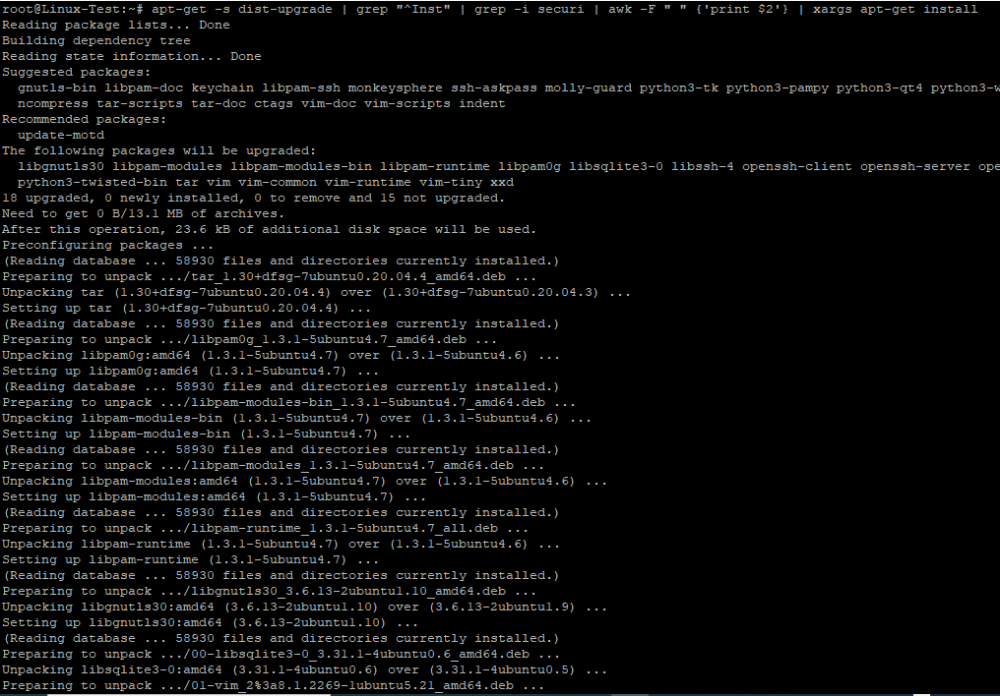 root@Linux-Test:~# apt-get -s dist-upgrade | grep "^Inst" | grep -i securi | awk -F " " {'print $2'} | xargs apt-get install
Reading package lists... Done
Building dependency tree
Reading state information... Done
Suggested packages:
  gnutls-bin libpam-doc keychain libpam-ssh monkeysphere ssh-askpass molly-guard python3-tk python3-pampy python3-qt4 python3-w
  ncompress tar-scripts tar-doc ctags vim-doc vim-scripts indent
Recommended packages:
  update-motd
The following packages will be upgraded:
  libgnutls30 libpam-modules libpam-modules-bin libpam-runtime libpam0g libsqlite3-0 libssh-4 openssh-client openssh-server ope
  python3-twisted-bin tar vim vim-common vim-runtime vim-tiny xxd
18 upgraded, 0 newly installed, 0 to remove and 15 not upgraded.
Need to get 0 B/13.1 MB of archives.
After this operation, 23.6 kB of additional disk space will be used.
Preconfiguring packages ...
(Reading database ... 58930 files and directories currently installed.)
Preparing to unpack .../tar_1.30+dfsg-7ubuntu0.20.04.4_amd64.deb ...
Unpacking tar (1.30+dfsg-7ubuntu0.20.04.4) over (1.30+dfsg-7ubuntu0.20.04.3) ...
Setting up tar (1.30+dfsg-7ubuntu0.20.04.4) ...
(Reading database ... 58930 files and directories currently installed.)
Preparing to unpack .../libpam0g_1.3.1-5ubuntu4.7_amd64.deb ...
Unpacking libpam0g:amd64 (1.3.1-5ubuntu4.7) over (1.3.1-5ubuntu4.6) ...
Setting up libpam0g:amd64 (1.3.1-5ubuntu4.7) ...
(Reading database ... 58930 files and directories currently installed.)
Preparing to unpack .../libpam-modules-bin_1.3.1-5ubuntu4.7_amd64.deb ...
Unpacking libpam-modules-bin (1.3.1-5ubuntu4.7) over (1.3.1-5ubuntu4.6) ...
Setting up libpam-modules-bin (1.3.1-5ubuntu4.7) ...
(Reading database ... 58930 files and directories currently installed.)
Preparing to unpack .../libpam-modules_1.3.1-5ubuntu4.7_amd64.deb ...
Unpacking libpam-modules:amd64 (1.3.1-5ubuntu4.7) over (1.3.1-5ubuntu4.6) ...
Setting up libpam-modules:amd64 (1.3.1-5ubuntu4.7) ...
(Reading database ... 58930 files and directories currently installed.)
Preparing to unpack .../libpam-runtime_1.3.1-5ubuntu4.7_all.deb ...
Unpacking libpam-runtime (1.3.1-5ubuntu4.7) over (1.3.1-5ubuntu4.6) ...
Setting up libpam-runtime (1.3.1-5ubuntu4.7) ...
(Reading database ... 58930 files and directories currently installed.)
Preparing to unpack .../libgnutls30_3.6.13-2ubuntu1.10_amd64.deb ...
Unpacking libgnutls30:amd64 (3.6.13-2ubuntu1.10) over (3.6.13-2ubuntu1.9) ...
Setting up libgnutls30:amd64 (3.6.13-2ubuntu1.10) ...
(Reading database ... 58930 files and directories currently installed.)
Preparing to unpack .../00-libsqlite3-0_3.31.1-4ubuntu0.6_amd64.deb ...
Unpacking libsqlite3-0:amd64 (3.31.1-4ubuntu0.6) over (3.31.1-4ubuntu0.5) ...
Preparing to unpack .../01-vim_2%3a8.1.2269-1ubuntu5.21_amd64.deb ...